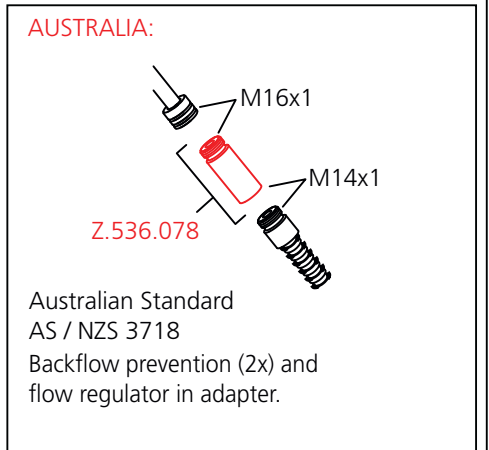 AUSTRALIA:
M16x1
M14x1
Z.536.078
Australian Standard
AS / NZS 3718
Backflow prevention (2x) and
flow regulator in adapter.